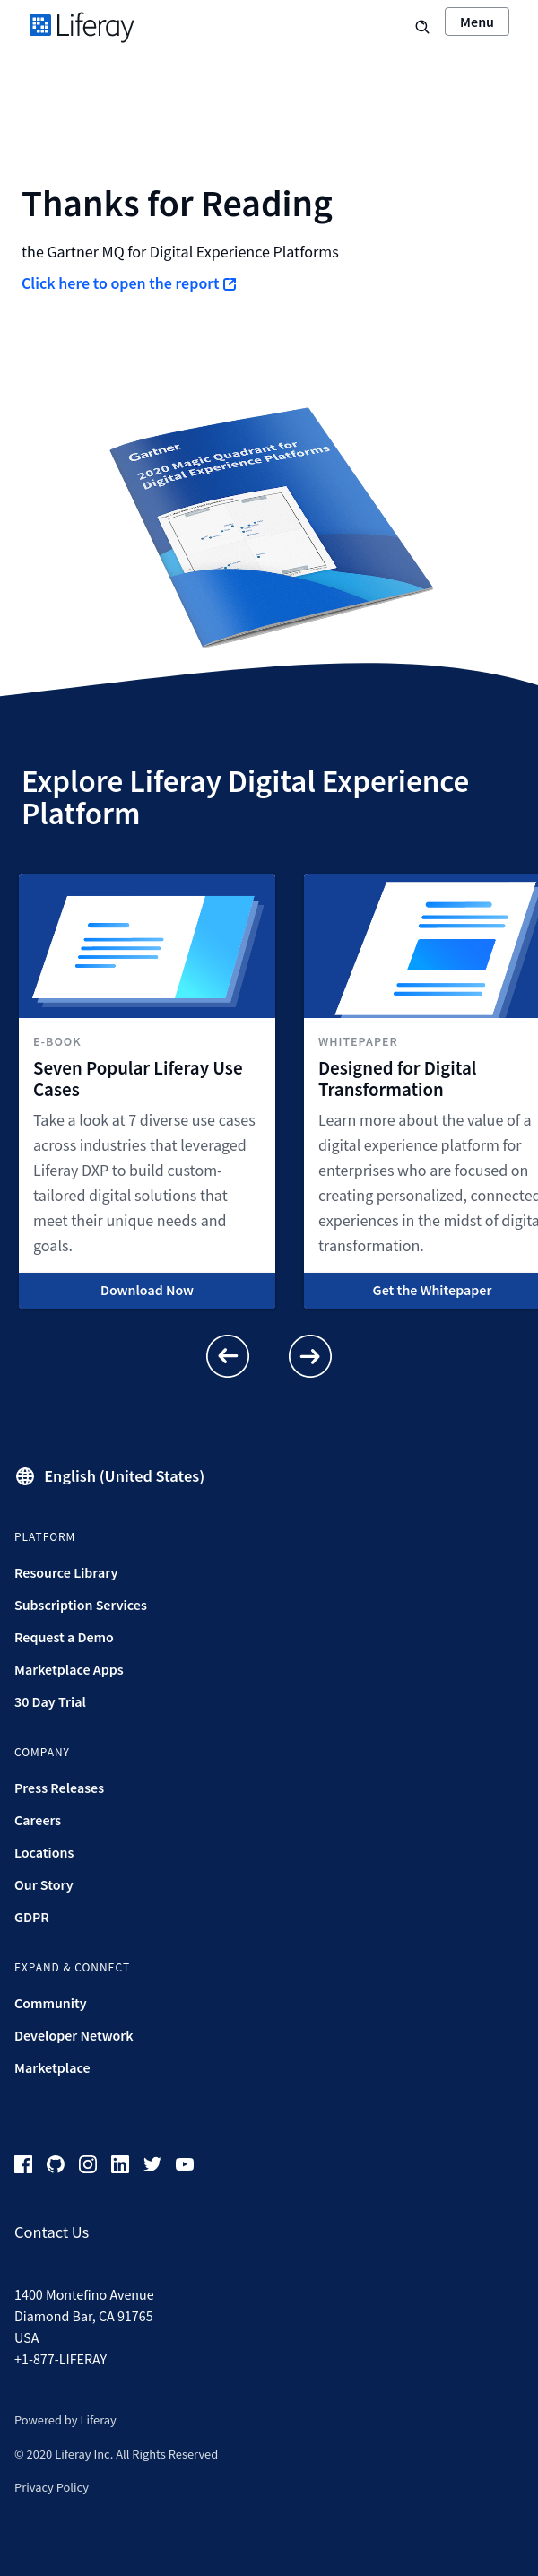 Liferay
Menu
Thanks for Reading
the Gartner MQ for Digital Experience Platforms
Click here to open the report
Gartner
2020 Magic Quadrant for
Digital Experience Platforms
Explore Liferay Digital Experience
Platform
E-BOOK
Seven Popular Liferay Use
Cases
Take a look at 7 diverse use cases
across industries that leveraged
Liferay DXP to build custom-
tailored digital solutions that
meet their unique needs and
goals.
Download Now
WHITEPAPER
Designed for Digital
Transformation
Learn more about the value of a
digital experience platform for
enterprises who are focused on
creating personalized, connected
experiences in the midst of digita
transformation.
Get the Whitepaper
English (United States)
PLATFORM
Resource Library
Subscription Services
Request a Demo
Marketplace Apps
30 Day Trial
COMPANY
Press Releases
Careers
Locations
Our Story
GDPR
EXPAND & CONNECT
Community
Developer Network
Marketplace
Contact Us
1400 Montefino Avenue
Diamond Bar, CA 91765
USA
+1-877-LIFERAY
Powered by Liferay
© 2020 Liferay Inc. All Rights Reserved
Privacy Policy